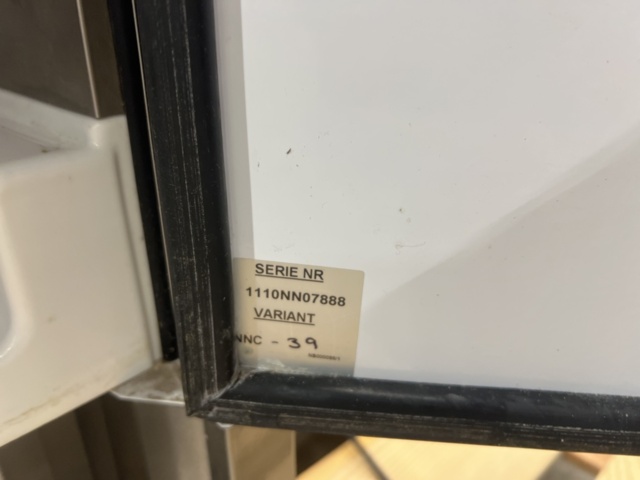 SERIE NR
1110NN07888
VARIANT
NNC - 39